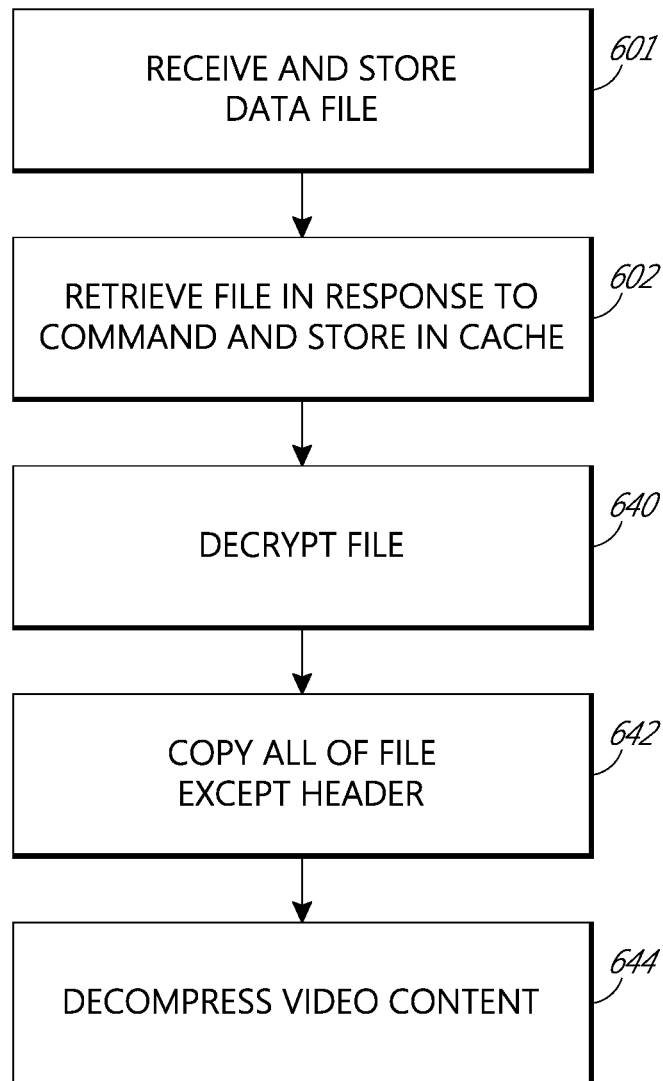 RECEIVE AND STORE
DATA FILE
601
RETRIEVE FILE IN RESPONSE TO
COMMAND AND STORE IN CACHE
602
DECRYPT FILE
640
COPY ALL OF FILE
EXCEPT HEADER
642
DECOMPRESS VIDEO CONTENT
644